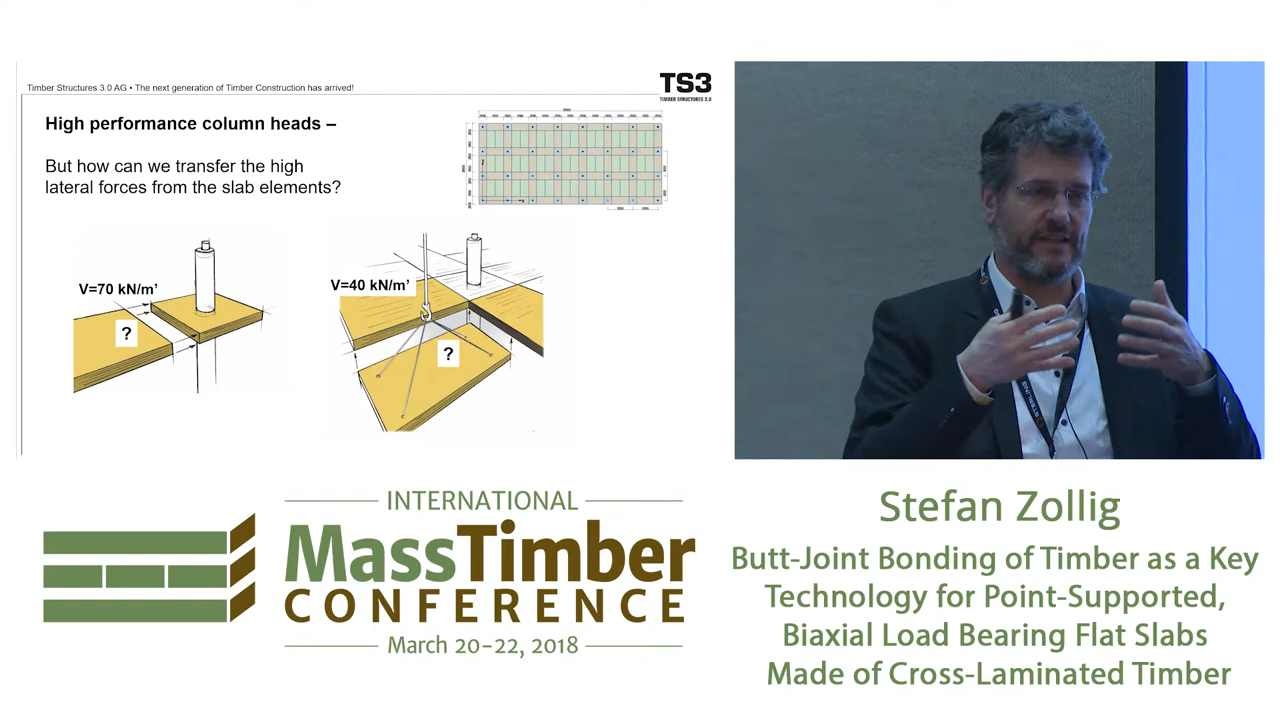 Timber Structures 3.0 AG • The next generation of Timber Construction has arrived!
TS3
TIMBER STRUCTURES 3.0
High performance column heads –
But how can we transfer the high
lateral forces from the slab elements?
V=70 kN/m'
?
V=40 kN/m'
?
STERLING
INTERNATIONAL
MassTimber
CONFERENCE
March 20–22, 2018
Stefan Zollig
Butt-Joint Bonding of Timber as a Key
Technology for Point-Supported,
Biaxial Load Bearing Flat Slabs
Made of Cross-Laminated Timber